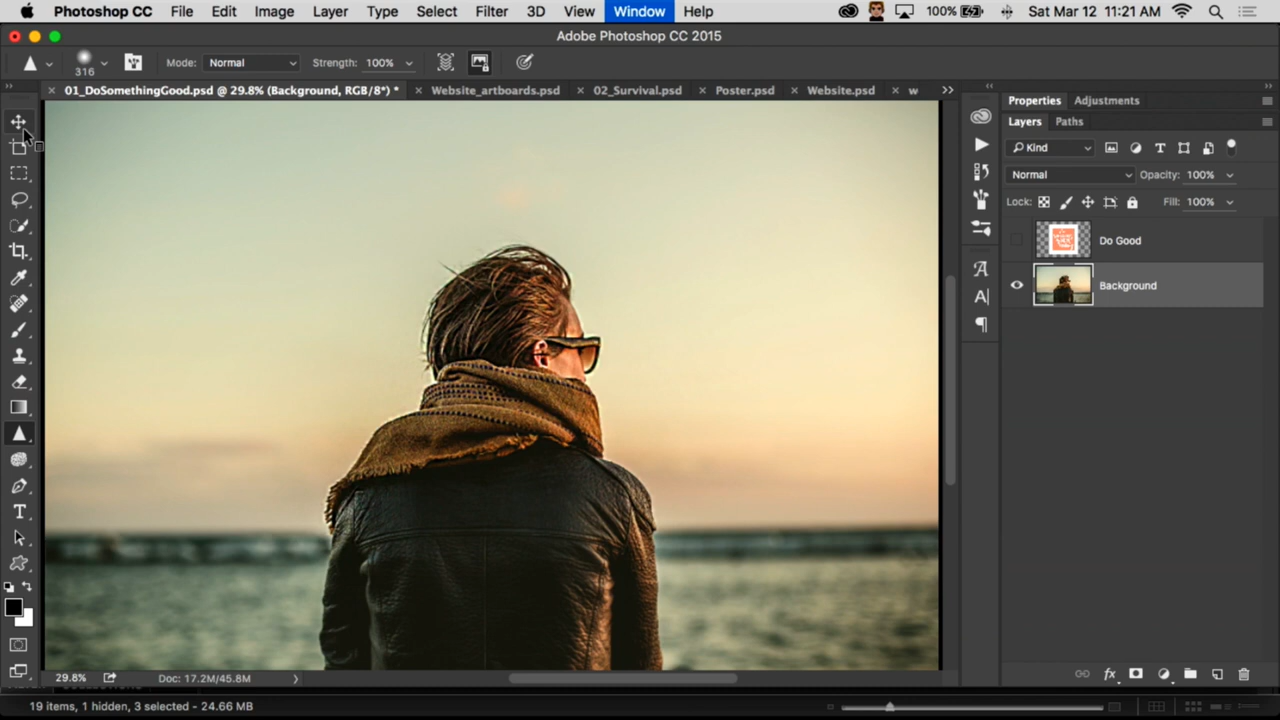 Photoshop CC File Edit Image Layer Type Select Filter 3D View Window Help 100% Sat Mar 12 11:21 AM
Adobe Photoshop CC 2015
316 Mode: Normal Strength: 100%
01_DoSomethingGood.psd @ 29.8% (Background, RGB/8*) * Website_artboards.psd 02_Survival.psd Poster.psd Website.psd w
Properties Adjustments
Layers Paths
Kind
Normal Opacity: 100%
Lock: Fill: 100%
Do Good
Background
29.8% Doc: 17.2M/45.8M
19 items, 1 hidden, 3 selected - 24.66 MB